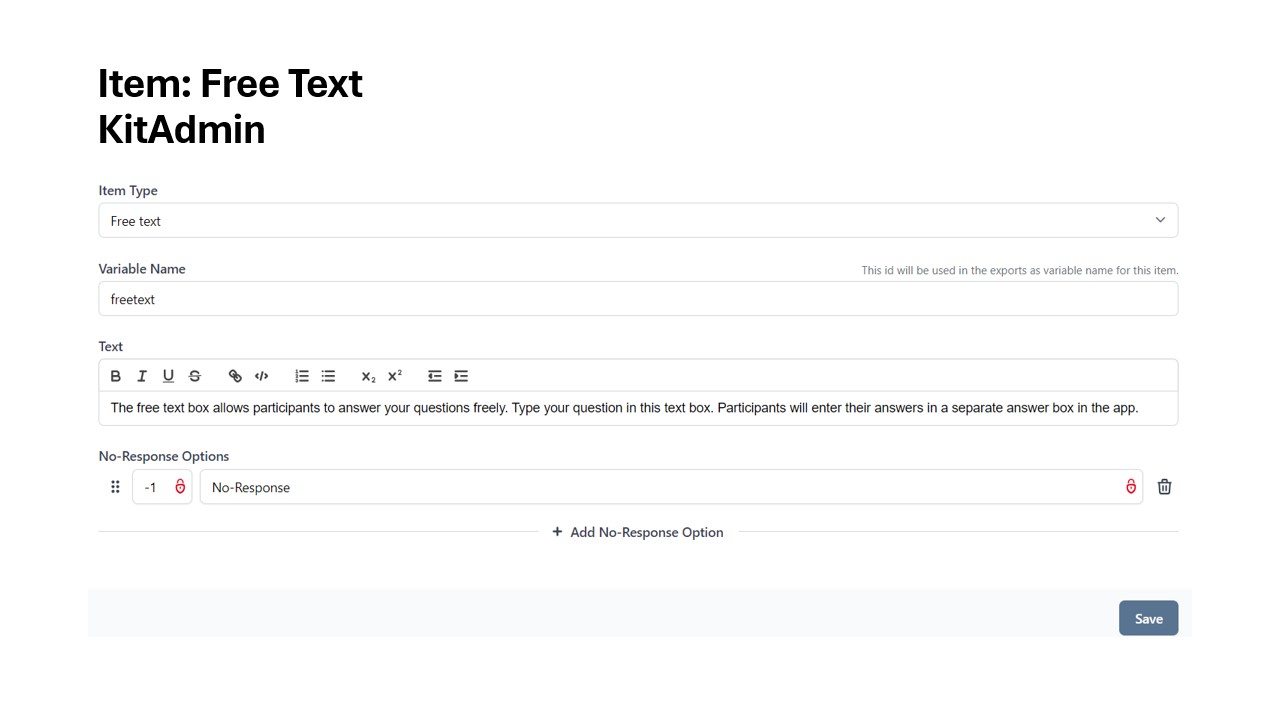 Item: Free Text
KitAdmin
Item Type
Free text
Variable Name
This id will be used in the exports as variable name for this item.
freetext
Text
B I U S </> X₂ X²
The free text box allows participants to answer your questions freely. Type your question in this text box. Participants will enter their answers in a separate answer box in the app.
No-Response Options
-1 No-Response
+ Add No-Response Option
Save